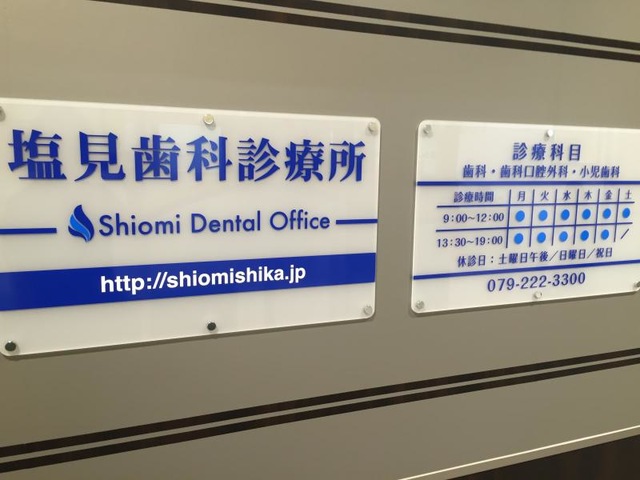 塩見歯科診療所
Shiomi Dental Office
http://shiomishika.jp
診療科目
歯科・歯科口腔外科・小児歯科
診療時間 月 火 水 木 金 土
9:00～12:00 ● ● ● ● ● ●
13:30～19:00 ● ● ● ● ● ／
休診日：土曜日午後／日曜日／祝日
079-222-3300